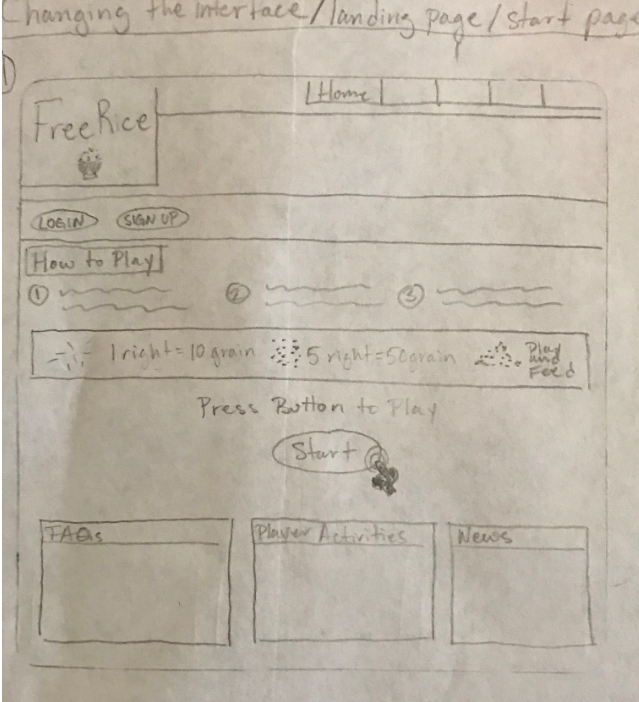 Changing the interface/landing page/start page
1
Home
FreeRice
LOGIN SIGN UP
How to Play
1 2 3
1 right = 10 grain 5 right = 50 grain Play and Feed
Press Button to Play
Start
FAQs Player Activities News